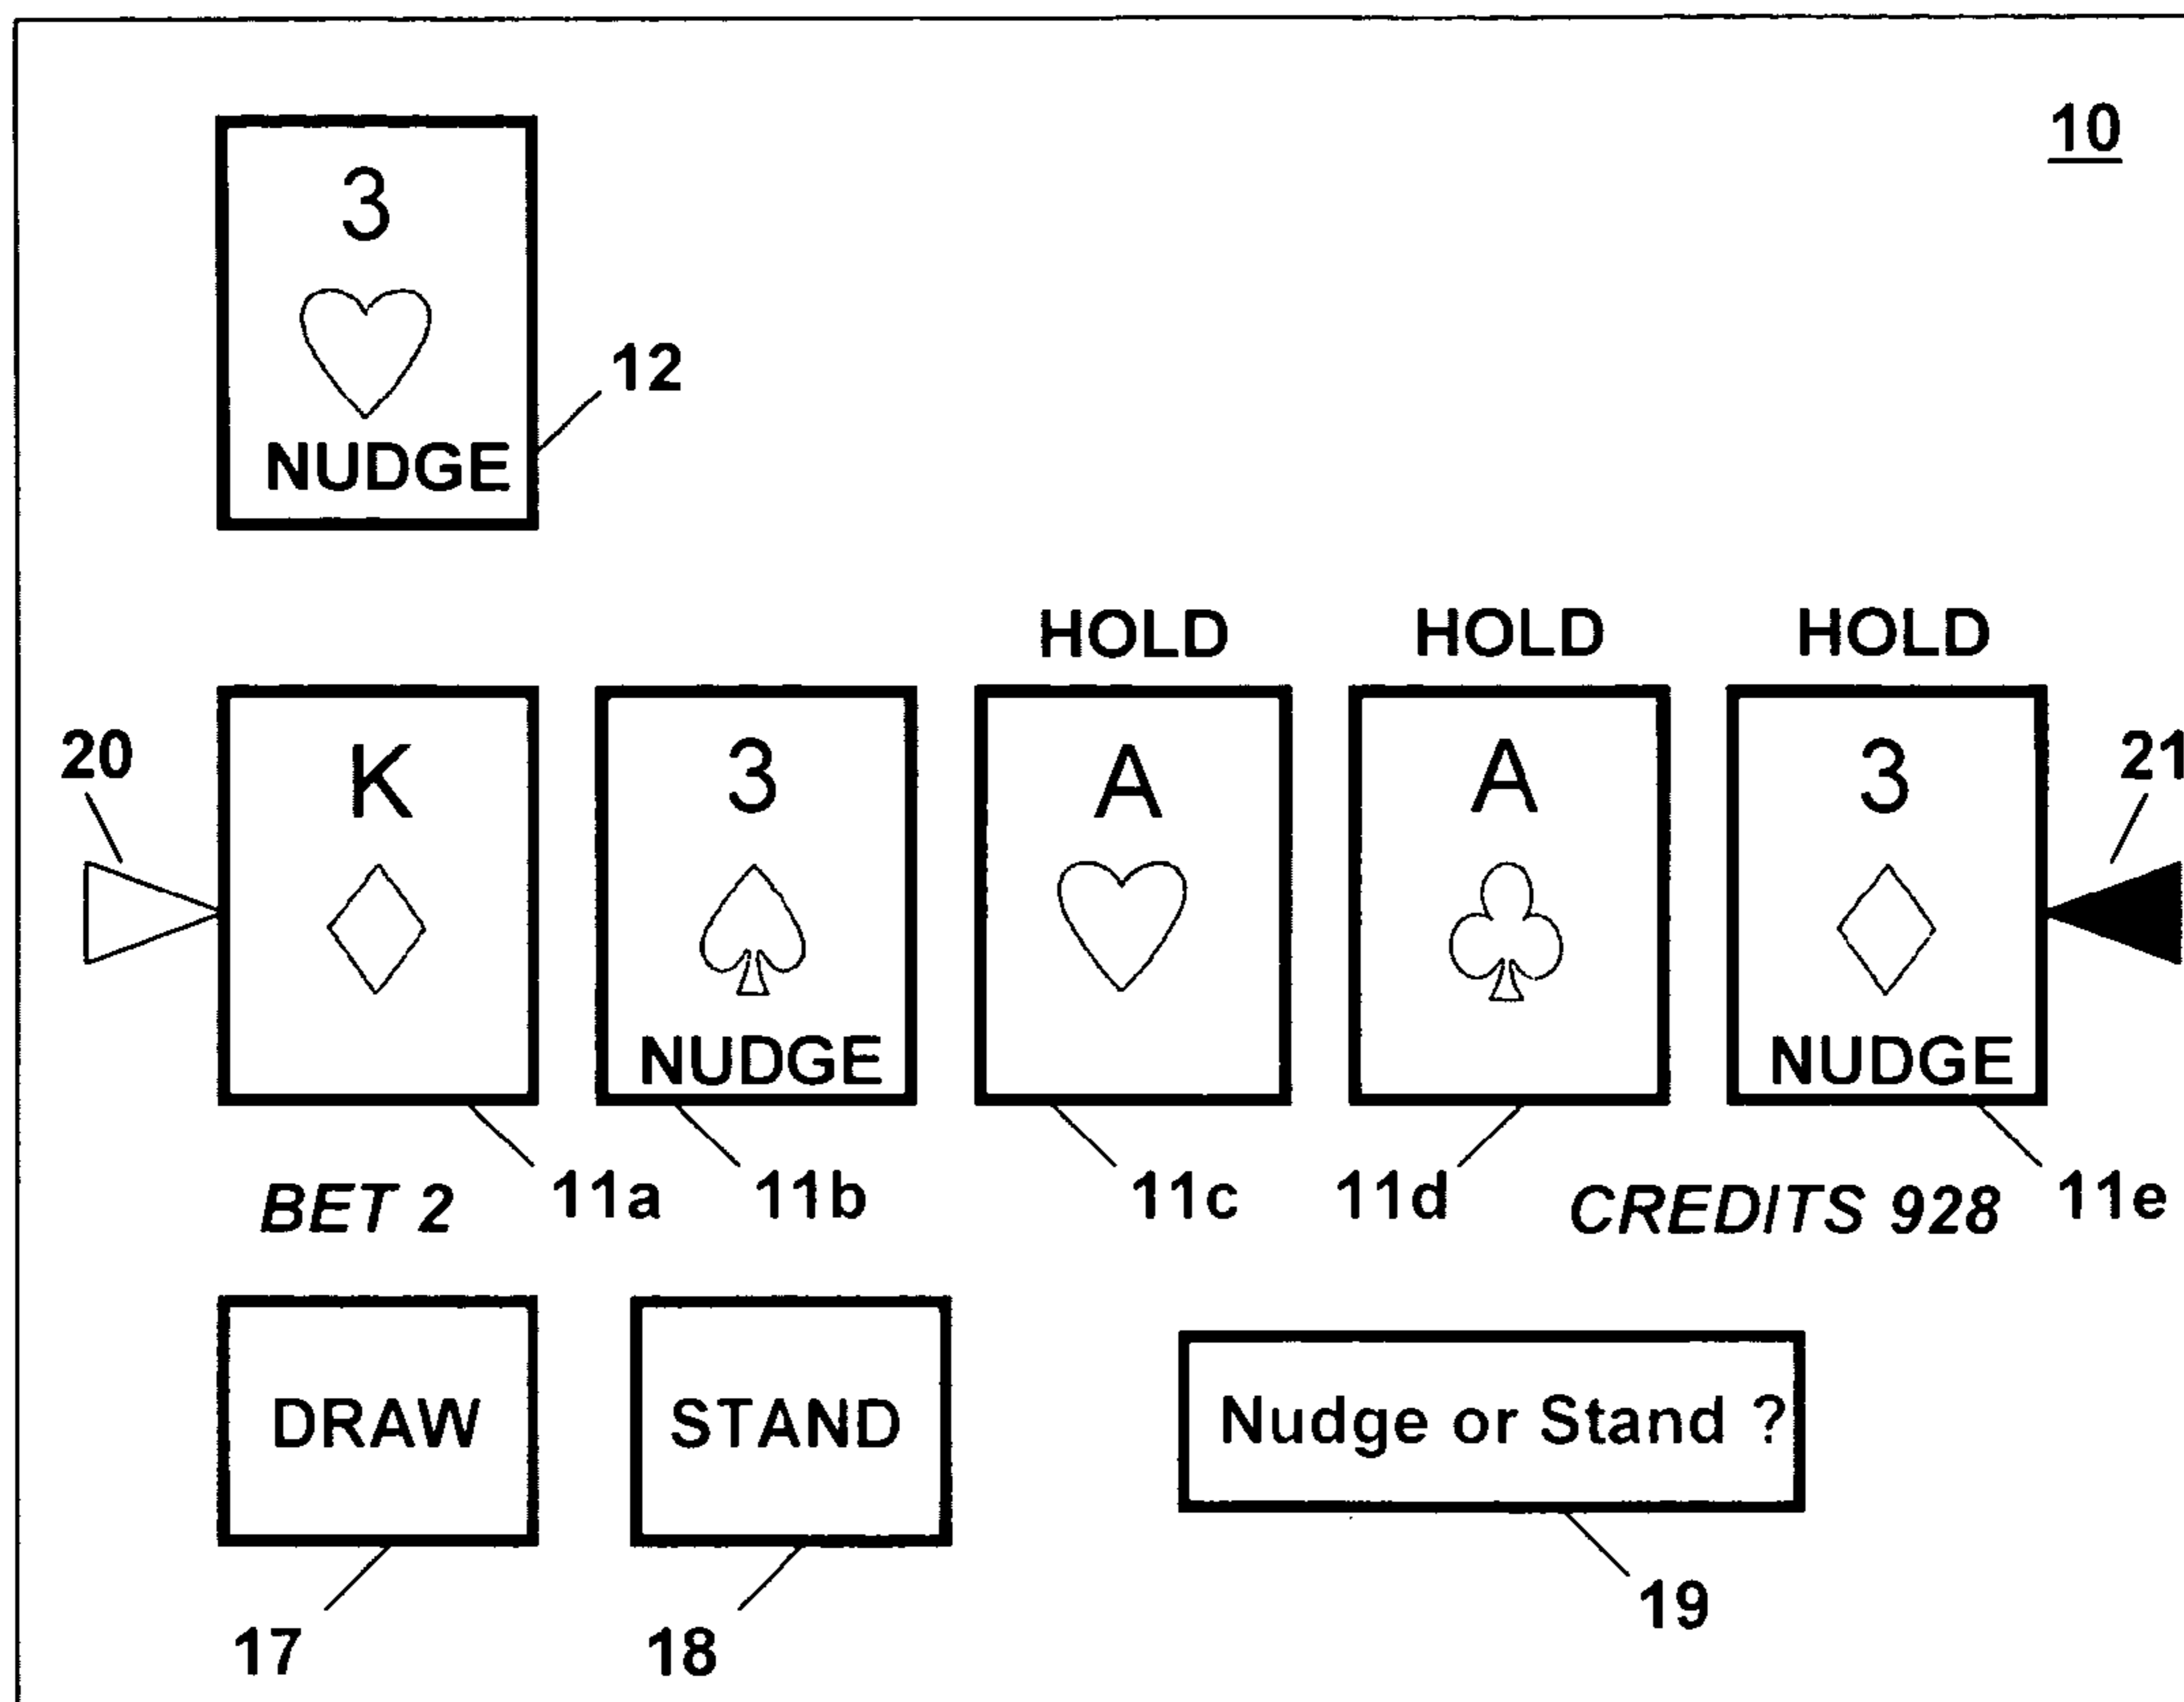 10
3
12
NUDGE
HOLD HOLD HOLD
20 K 3 A A 3 21
NUDGE NUDGE
11a 11b 11c 11d 11e
BET 2 CREDITS 928
DRAW STAND Nudge or Stand ?
19
17 18